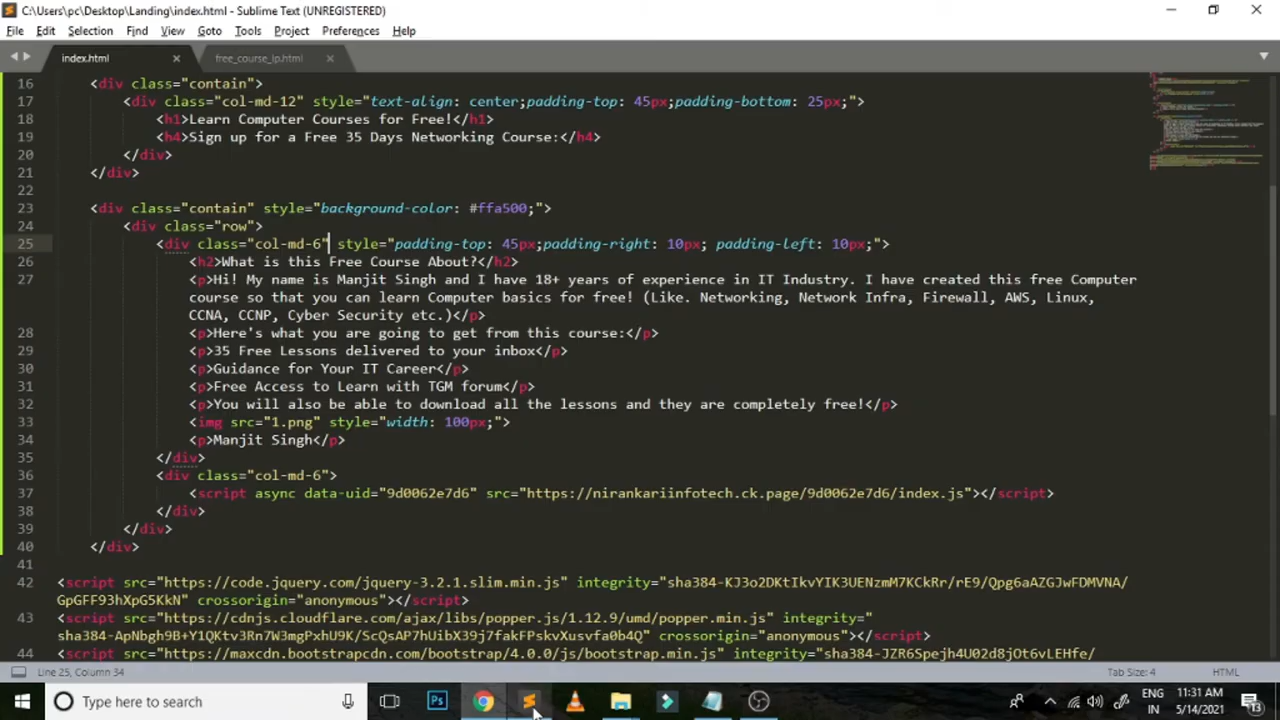 C:\Users\pc\Desktop\Landing\index.html - Sublime Text (UNREGISTERED)
File Edit Selection Find View Goto Tools Project Preferences Help
index.html free_course_lp.html
16 <div class="contain">
17 <div class="col-md-12" style="text-align: center;padding-top: 45px;padding-bottom: 25px;">
18 <h1>Learn Computer Courses for Free!</h1>
19 <h4>Sign up for a Free 35 Days Networking Course:</h4>
20 </div>
21 </div>
22
23 <div class="contain" style="background-color: #ffa500;">
24 <div class="row">
25 <div class="col-md-6" style="padding-top: 45px;padding-right: 10px; padding-left: 10px;">
26 <h2>What is this Free Course About?</h2>
27 <p>Hi! My name is Manjit Singh and I have 18+ years of experience in IT Industry. I have created this free Computer
course so that you can learn Computer basics for free! (Like. Networking, Network Infra, Firewall, AWS, Linux,
CCNA, CCNP, Cyber Security etc.)</p>
28 <p>Here's what you are going to get from this course:</p>
29 <p>35 Free Lessons delivered to your inbox</p>
30 <p>Guidance for Your IT Career</p>
31 <p>Free Access to Learn with TGM forum</p>
32 <p>You will also be able to download all the lessons and they are completely free!</p>
33 <img src="1.png" style="width: 100px;">
34 <p>Manjit Singh</p>
35 </div>
36 <div class="col-md-6">
37 <script async data-uid="9d0062e7d6" src="https://nirankariinfotech.ck.page/9d0062e7d6/index.js"></script>
38 </div>
39 </div>
40 </div>
41
42 <script src="https://code.jquery.com/jquery-3.2.1.slim.min.js" integrity="sha384-KJ3o2DKtIkvYIK3UENzmM7KCkRr/rE9/Qpg6aAZGJwFDMVNA/
GpGFF93hXpG5KkN" crossorigin="anonymous"></script>
43 <script src="https://cdnjs.cloudflare.com/ajax/libs/popper.js/1.12.9/umd/popper.min.js" integrity="
sha384-ApNbgh9B+Y1QKtv3Rn7W3mgPxhU9K/ScQsAP7hUibX39j7fakFPskvXusvfa0b4Q" crossorigin="anonymous"></script>
44 <script src="https://maxcdn.bootstrapcdn.com/bootstrap/4.0.0/js/bootstrap.min.js" integrity="sha384-JZR6Spejh4U02d8jOt6vLEHfe/
Line 25, Column 34 Tab Size: 4 HTML
Type here to search Ps ENG 11:31 AM
IN 5/14/2021 13